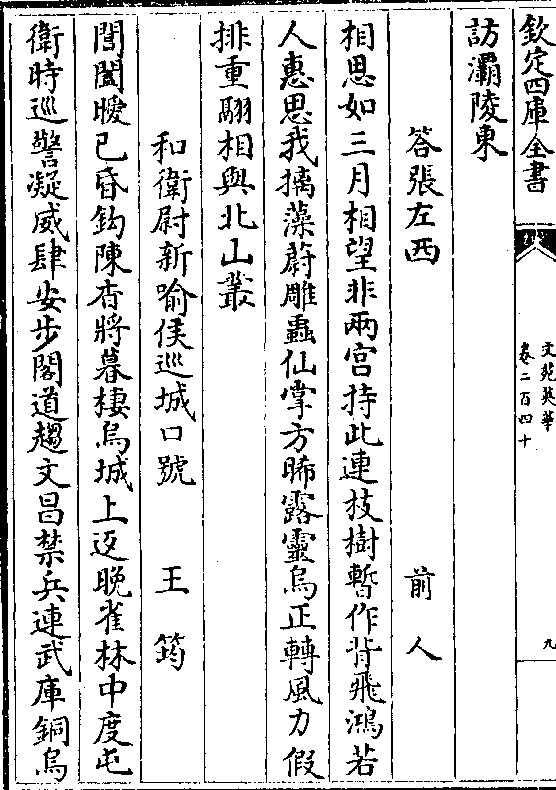 欽定四庫全書
文苑英華
卷二百四十
九
訪灞陵東
答張左西 前人
相思如三月相望非兩宫持此連枝樹暫作背飛鴻若
人惠思我摛藻蔚雕蟲仙掌方晞露靈烏正轉風力假
排重翮相與北山叢
和衛尉新喻侯巡城口號 王筠
閶闔曖已昏鈎陳杳將暮棲烏城上返晚雀林中度屯
衛時巡警凝威肆安步閣道趨文昌禁兵連武庫銅烏